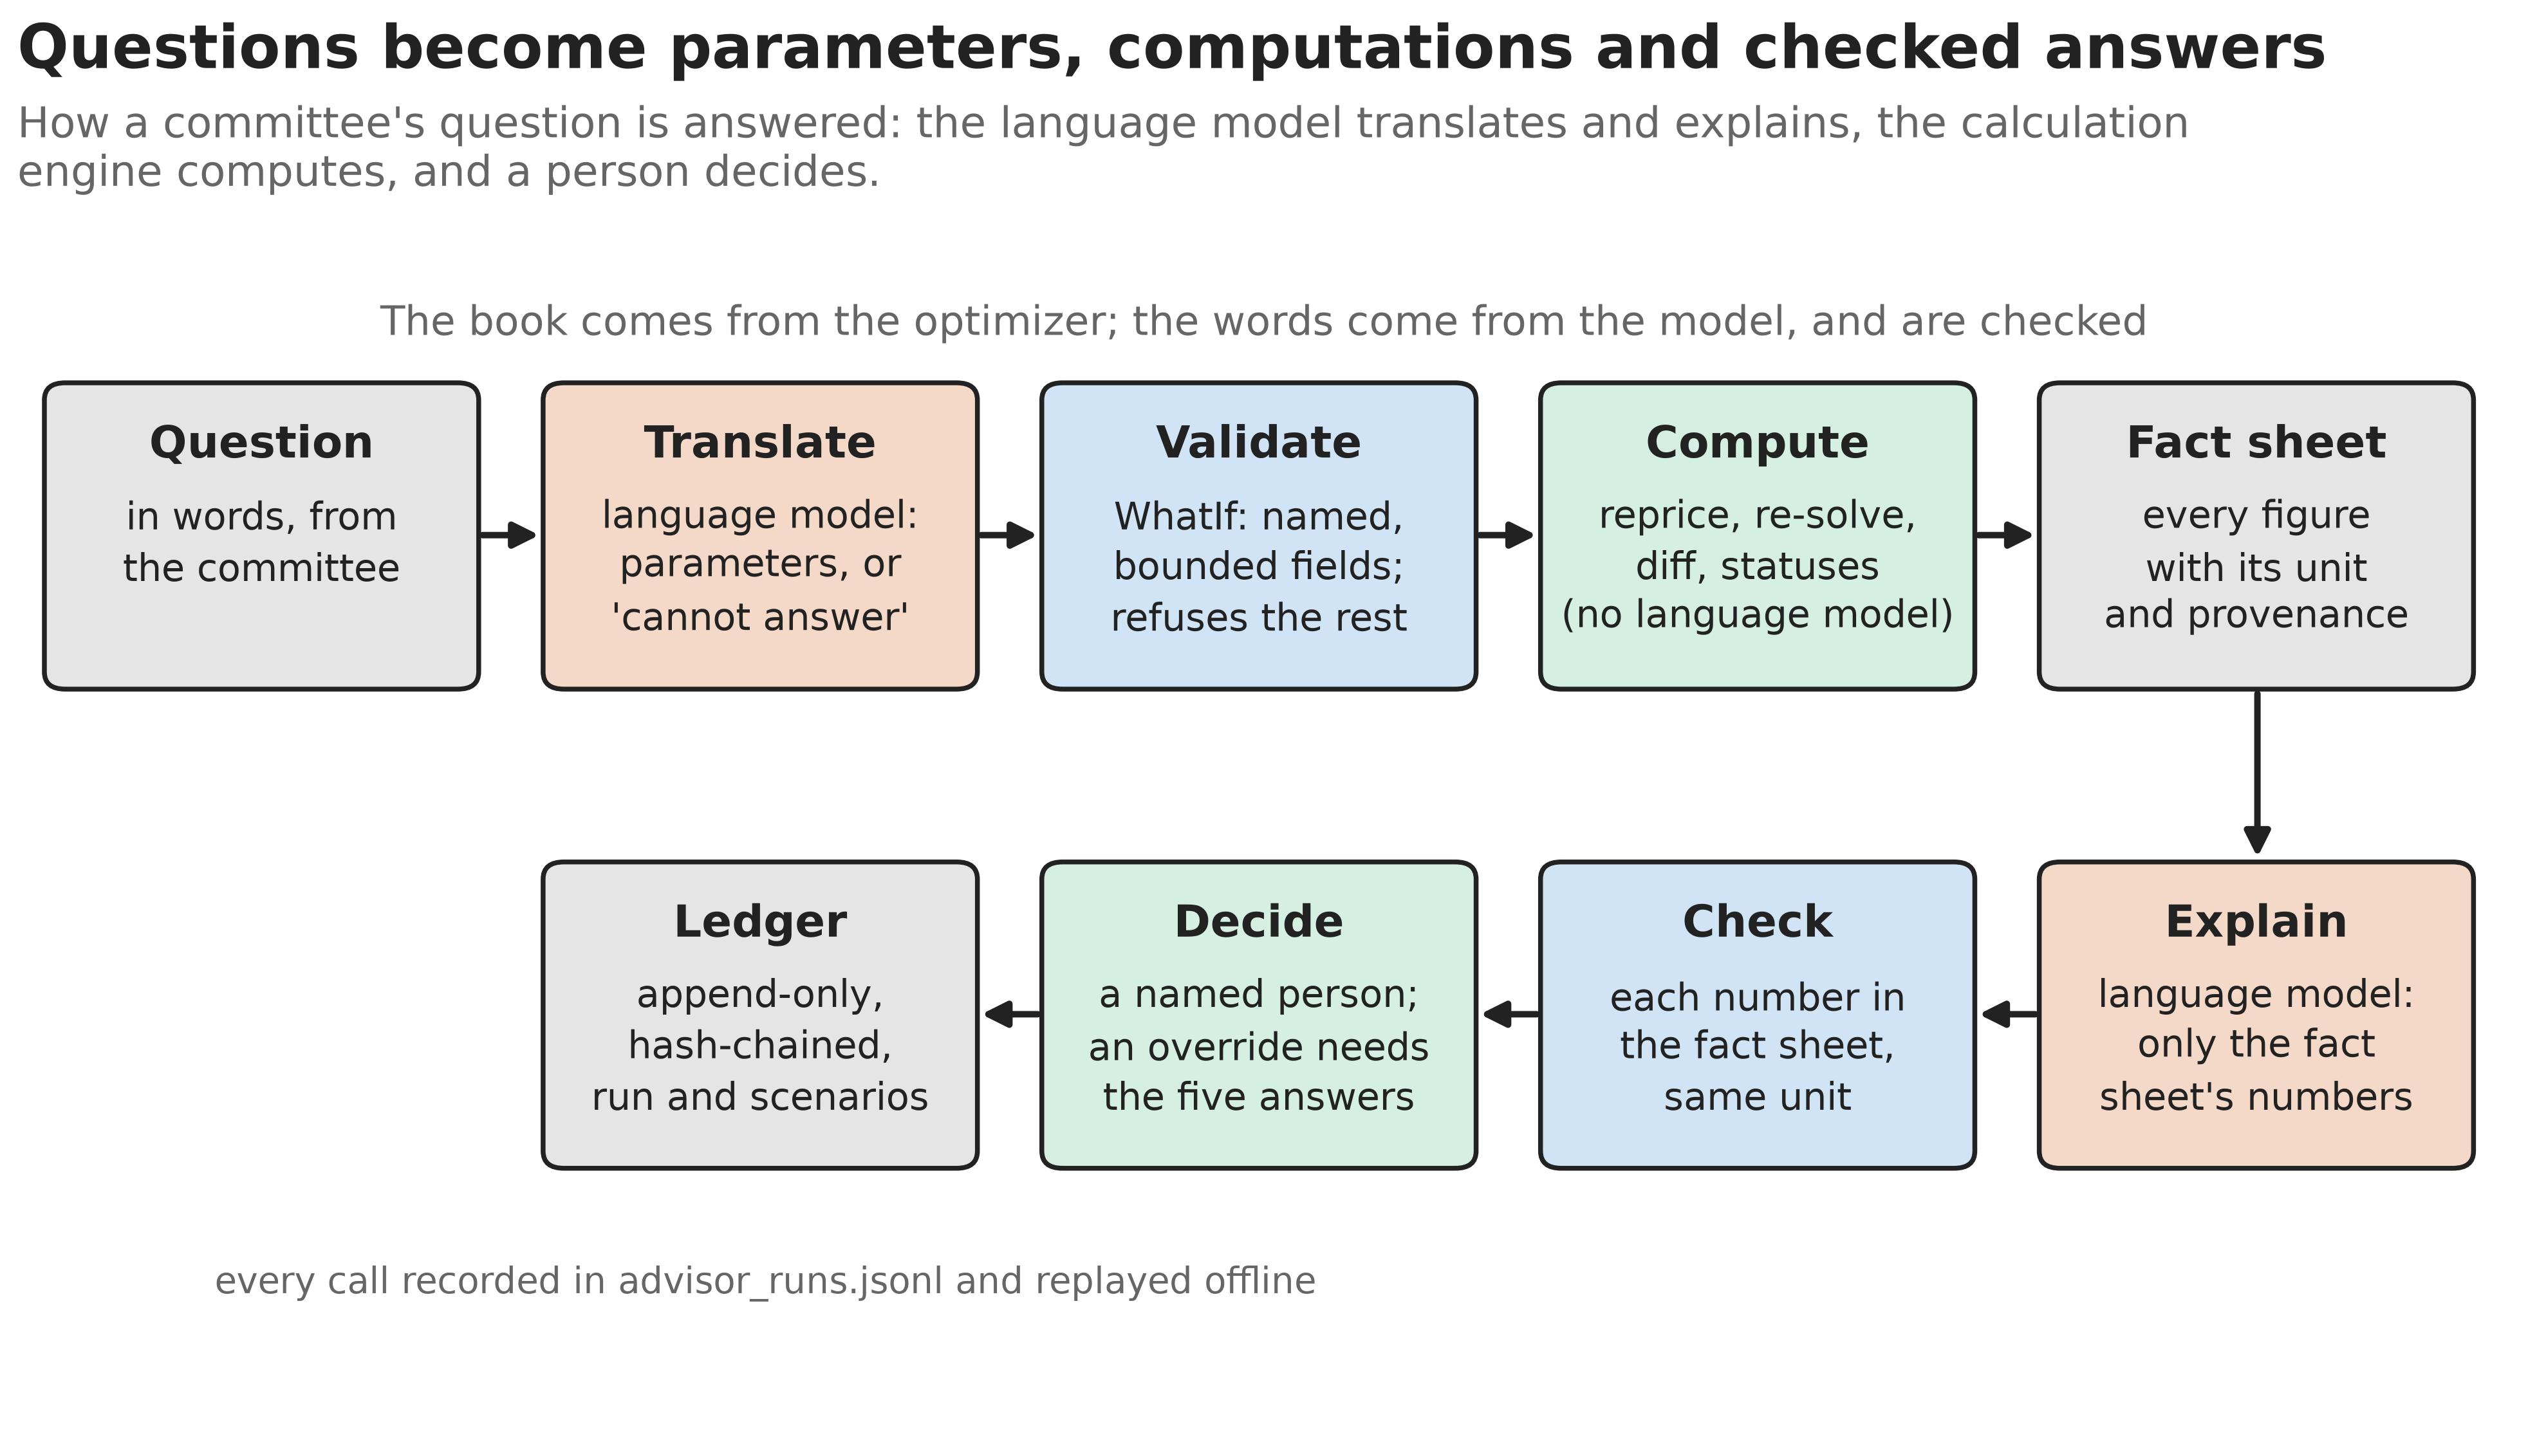 Questions become parameters, computations and checked answers
How a committee's question is answered: the language model translates and explains, the calculation
engine computes, and a person decides.
The book comes from the optimizer; the words come from the model, and are checked
Question
in words, from
the committee
Translate
language model:
parameters, or
'cannot answer'
Validate
WhatIf: named,
bounded fields;
refuses the rest
Compute
reprice, re-solve,
diff, statuses
(no language model)
Fact sheet
every figure
with its unit
and provenance
Explain
language model:
only the fact
sheet's numbers
Check
each number in
the fact sheet,
same unit
Decide
a named person;
an override needs
the five answers
Ledger
append-only,
hash-chained,
run and scenarios
every call recorded in advisor_runs.jsonl and replayed offline